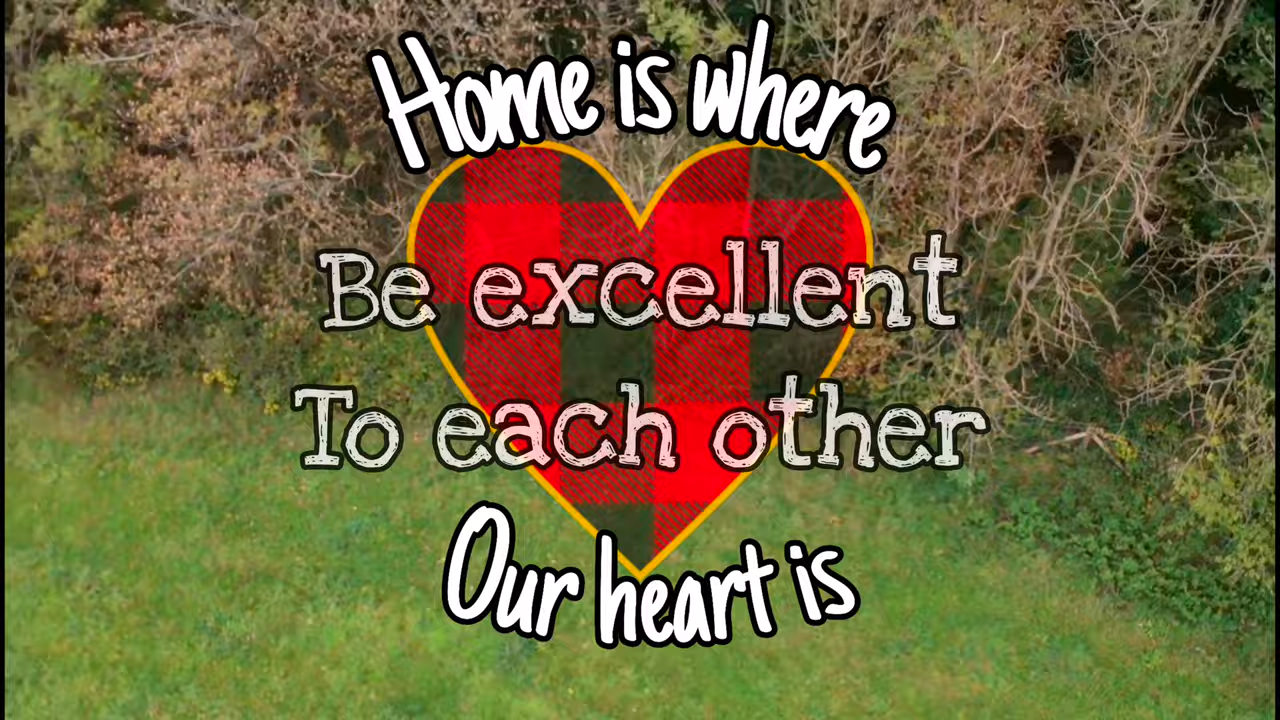 Home is where
Be excellent
To each other
Our heart is